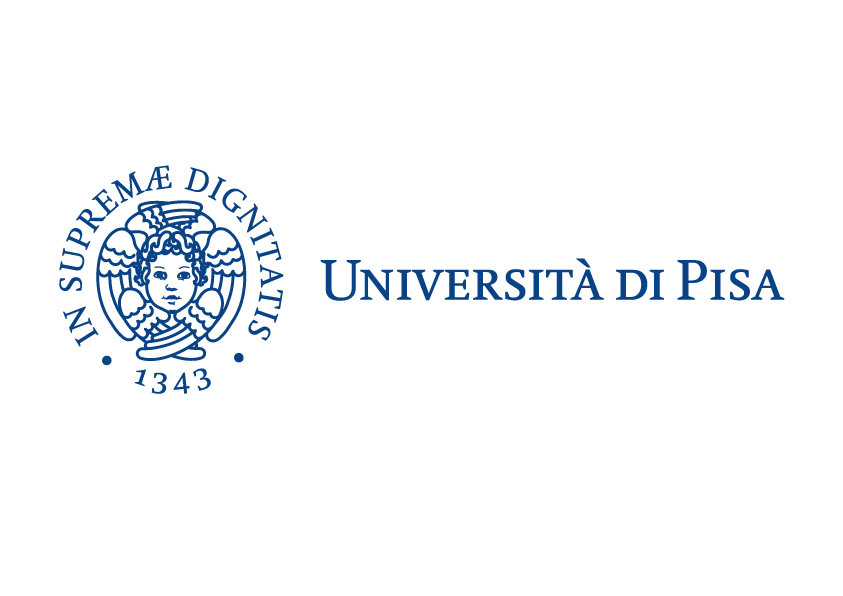 IN SUPREMÆ DIGNITATIS
1343
Università di Pisa